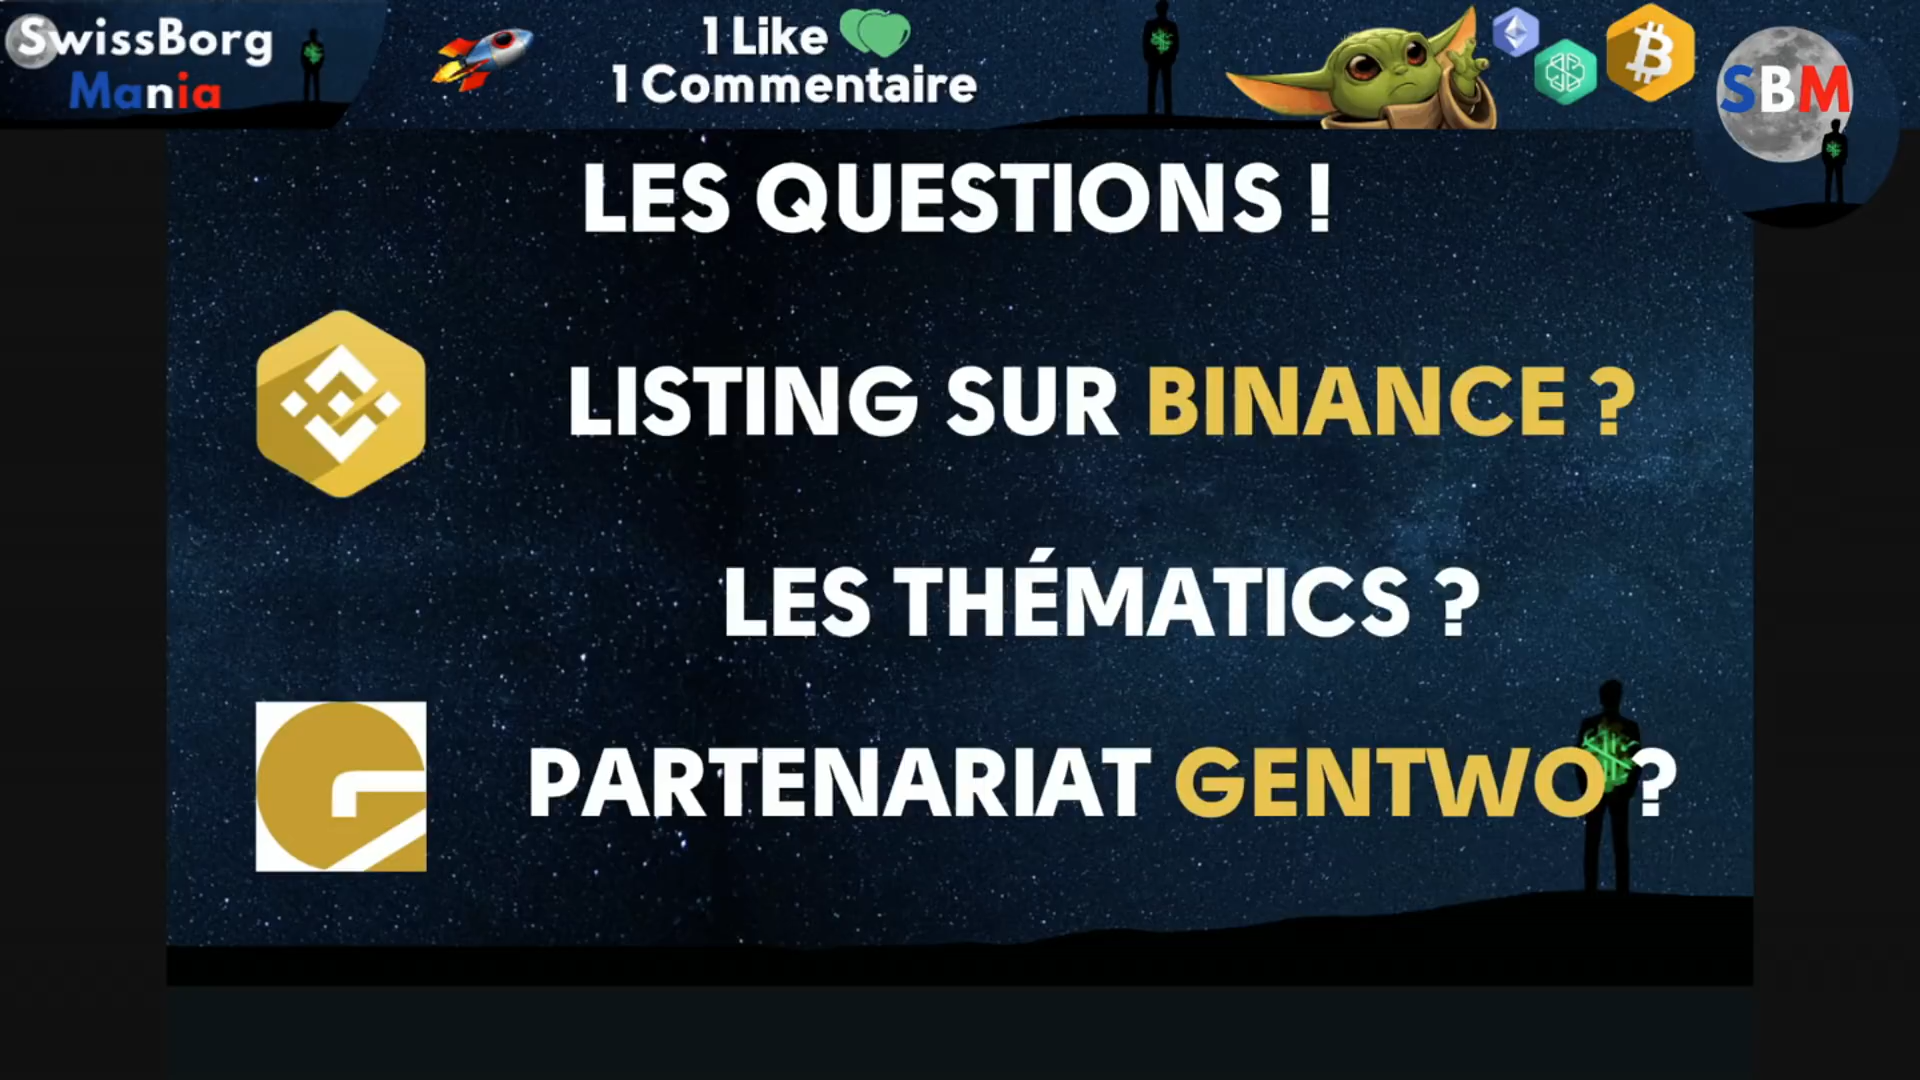 SwissBorg
Mania
1 Like
1 Commentaire
SBM
LES QUESTIONS !
LISTING SUR BINANCE ?
LES THÉMATICS ?
PARTENARIAT GENTWO ?